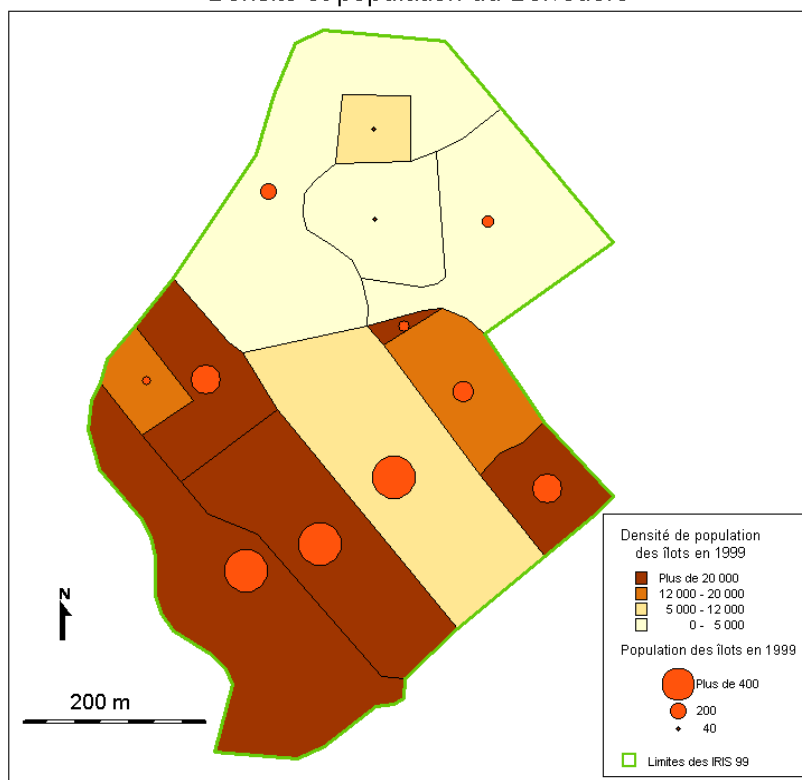 N
200 m
Densité de population
des îlots en 1999
Plus de 20 000
12 000 - 20 000
5 000 - 12 000
0 - 5 000
Population des îlots en 1999
Plus de 400
200
40
Limites des IRIS 99